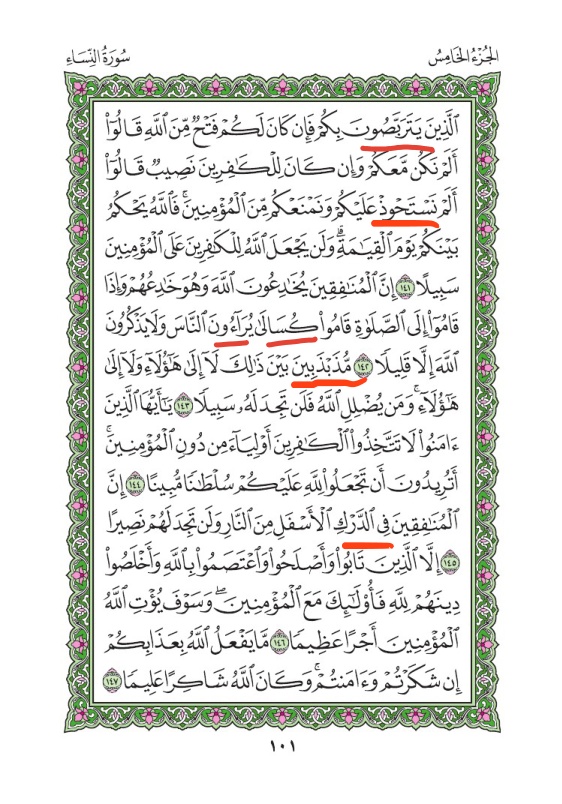 الجُزْءُ الخَامِسُ
سُورَةُ النِّسَاءِ
ٱلَّذِينَ يَتَرَبَّصُونَ بِكُمْ فَإِن كَانَ لَكُمْ فَتْحٌ مِّنَ ٱللَّهِ قَالُوٓا۟
أَلَمْ نَكُن مَّعَكُمْ وَإِن كَانَ لِلْكَـٰفِرِينَ نَصِيبٌ قَالُوٓا۟
أَلَمْ نَسْتَحْوِذْ عَلَيْكُمْ وَنَمْنَعْكُم مِّنَ ٱلْمُؤْمِنِينَ ۚ فَٱللَّهُ يَحْكُمُ
بَيْنَكُمْ يَوْمَ ٱلْقِيَـٰمَةِ ۗ وَلَن يَجْعَلَ ٱللَّهُ لِلْكَـٰفِرِينَ عَلَى ٱلْمُؤْمِنِينَ
سَبِيلًا ١٤١ إِنَّ ٱلْمُنَـٰفِقِينَ يُخَـٰدِعُونَ ٱللَّهَ وَهُوَ خَـٰدِعُهُمْ وَإِذَا
قَامُوٓا۟ إِلَى ٱلصَّلَوٰةِ قَامُوا۟ كُسَالَىٰ يُرَآءُونَ ٱلنَّاسَ وَلَا يَذْكُرُونَ
ٱللَّهَ إِلَّا قَلِيلًا ١٤٢ مُّذَبْذَبِينَ بَيْنَ ذَٰلِكَ لَآ إِلَىٰ هَـٰٓؤُلَآءِ وَلَآ إِلَىٰ
هَـٰٓؤُلَآءِ ۚ وَمَن يُضْلِلِ ٱللَّهُ فَلَن تَجِدَ لَهُۥ سَبِيلًا ١٤٣ يَـٰٓأَيُّهَا ٱلَّذِينَ
ءَامَنُوا۟ لَا تَتَّخِذُوا۟ ٱلْكَـٰفِرِينَ أَوْلِيَآءَ مِن دُونِ ٱلْمُؤْمِنِينَ ۚ
أَتُرِيدُونَ أَن تَجْعَلُوا۟ لِلَّهِ عَلَيْكُمْ سُلْطَـٰنًا مُّبِينًا ١٤٤ إِنَّ
ٱلْمُنَـٰفِقِينَ فِى ٱلدَّرْكِ ٱلْأَسْفَلِ مِنَ ٱلنَّارِ وَلَن تَجِدَ لَهُمْ نَصِيرًا
١٤٥ إِلَّا ٱلَّذِينَ تَابُوا۟ وَأَصْلَحُوا۟ وَٱعْتَصَمُوا۟ بِٱللَّهِ وَأَخْلَصُوا۟
دِينَهُمْ لِلَّهِ فَأُو۟لَـٰٓئِكَ مَعَ ٱلْمُؤْمِنِينَ ۖ وَسَوْفَ يُؤْتِ ٱللَّهُ
ٱلْمُؤْمِنِينَ أَجْرًا عَظِيمًا ١٤٦ مَّا يَفْعَلُ ٱللَّهُ بِعَذَابِكُمْ
إِن شَكَرْتُمْ وَءَامَنتُمْ ۚ وَكَانَ ٱللَّهُ شَاكِرًا عَلِيمًا ١٤٧
١٠١